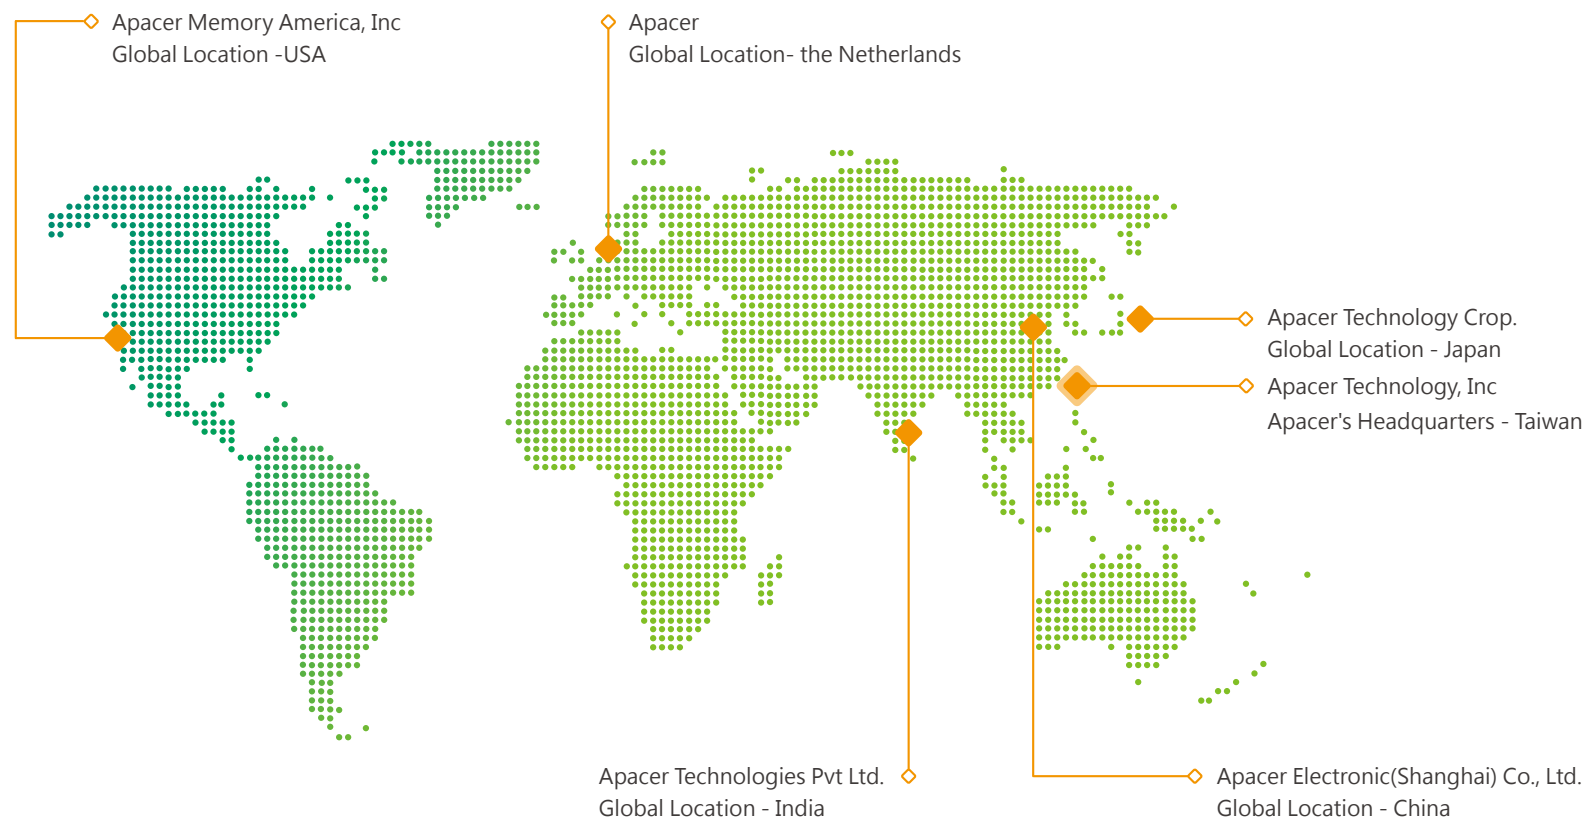 Apacer Memory America, Inc
Global Location -USA
Apacer
Global Location- the Netherlands
Apacer Technology Crop.
Global Location - Japan
Apacer Technology, Inc
Apacer's Headquarters - Taiwan
Apacer Technologies Pvt Ltd.
Global Location - India
Apacer Electronic(Shanghai) Co., Ltd.
Global Location - China